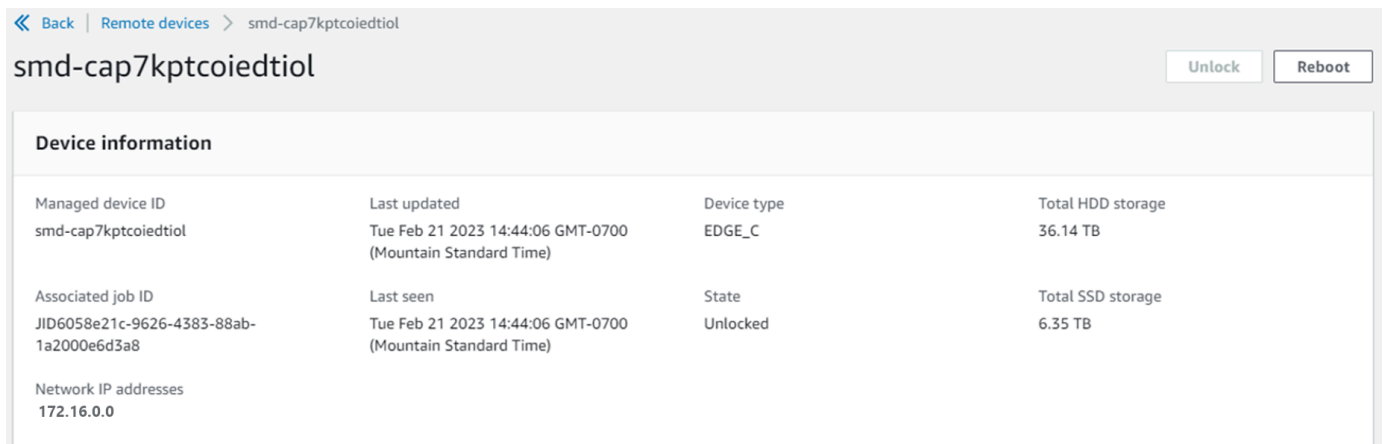 Back | Remote devices > smd-cap7kptcoiedtiol
smd-cap7kptcoiedtiol
Unlock
Reboot
Device information
Managed device ID
smd-cap7kptcoiedtiol
Last updated
Tue Feb 21 2023 14:44:06 GMT-0700
(Mountain Standard Time)
Device type
EDGE_C
Total HDD storage
36.14 TB
Associated job ID
JID6058e21c-9626-4383-88ab-
1a2000e6d3a8
Last seen
Tue Feb 21 2023 14:44:06 GMT-0700
(Mountain Standard Time)
State
Unlocked
Total SSD storage
6.35 TB
Network IP addresses
172.16.0.0